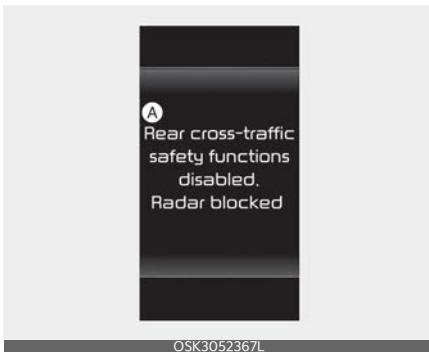 A
Rear cross-traffic
safety functions
disabled.
Radar blocked
OSK3052367L